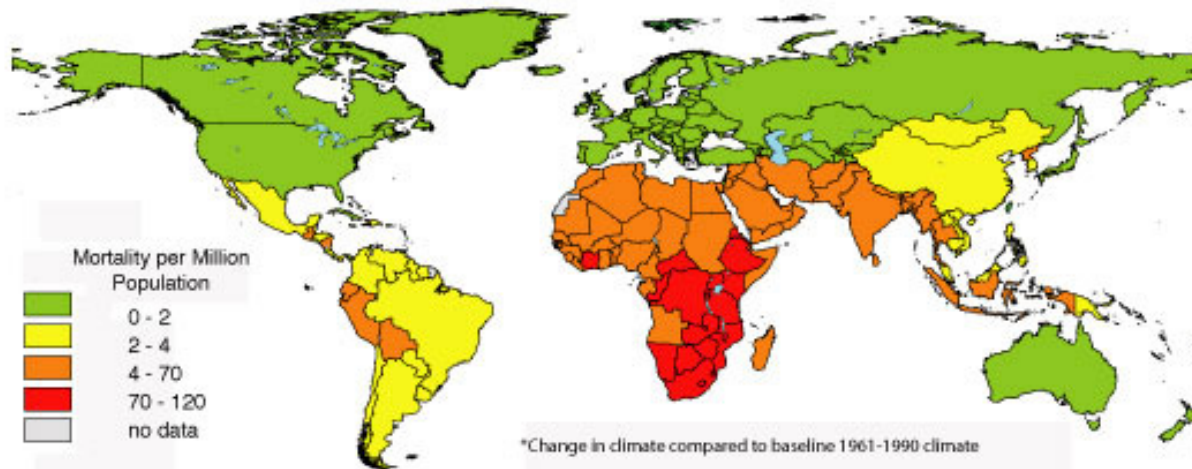 Mortality per Million
Population
0 - 2
2 - 4
4 - 70
70 - 120
no data
*Change in climate compared to baseline 1961-1990 climate